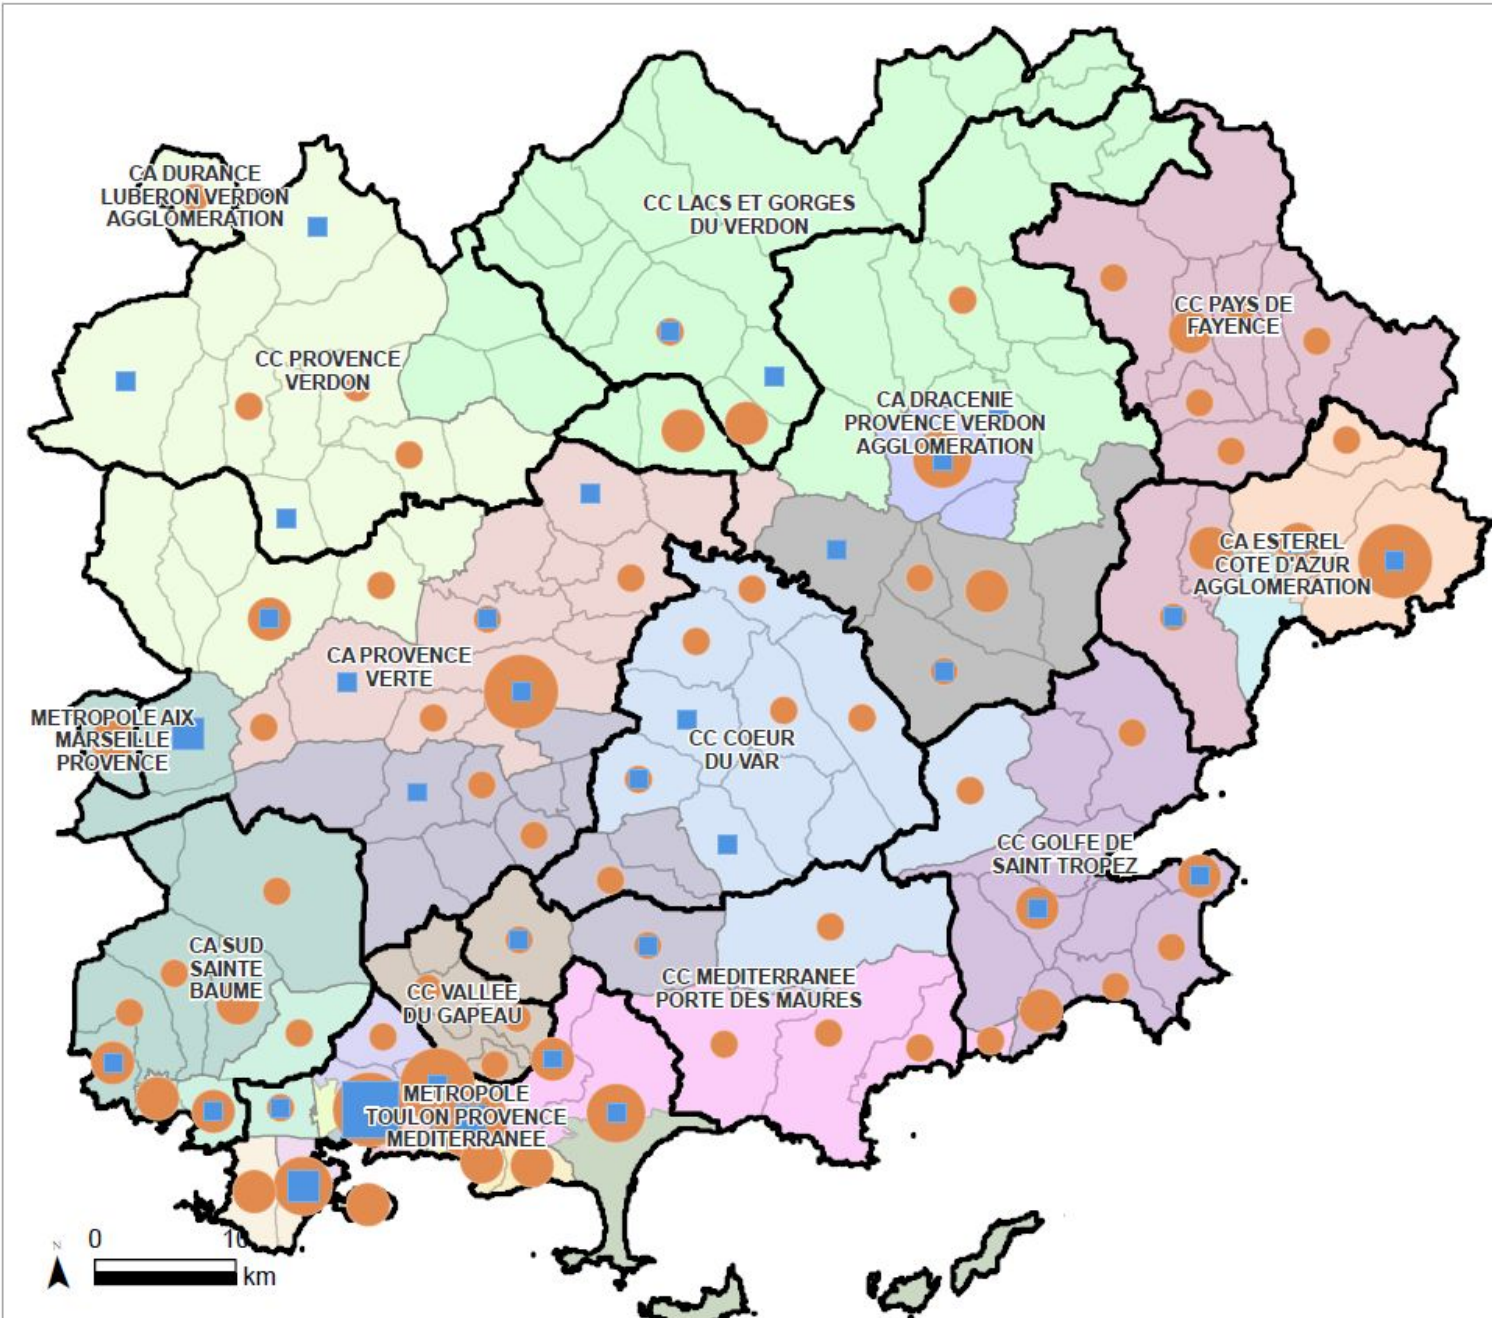 CA DURANCE
LUBERON VERDON
AGGLOMERATION
CC LACS ET GORGES
DU VERDON
CC PAYS DE
FAYENCE
CC PROVENCE
VERDON
CA DRACENIE
PROVENCE VERDON
AGGLOMERATION
CA ESTEREL
COTE D'AZUR
AGGLOMERATION
CA PROVENCE
VERTE
METROPOLE AIX
MARSEILLE
PROVENCE
CC COEUR
DU VAR
CC GOLFE DE
SAINT TROPEZ
CA SUD
SAINTE
BAUME
CC VALLEE
DU GAPEAU
CC MEDITERRANEE
PORTE DES MAURES
METROPOLE
TOULON PROVENCE
MEDITERRANEE
N
0 10
km